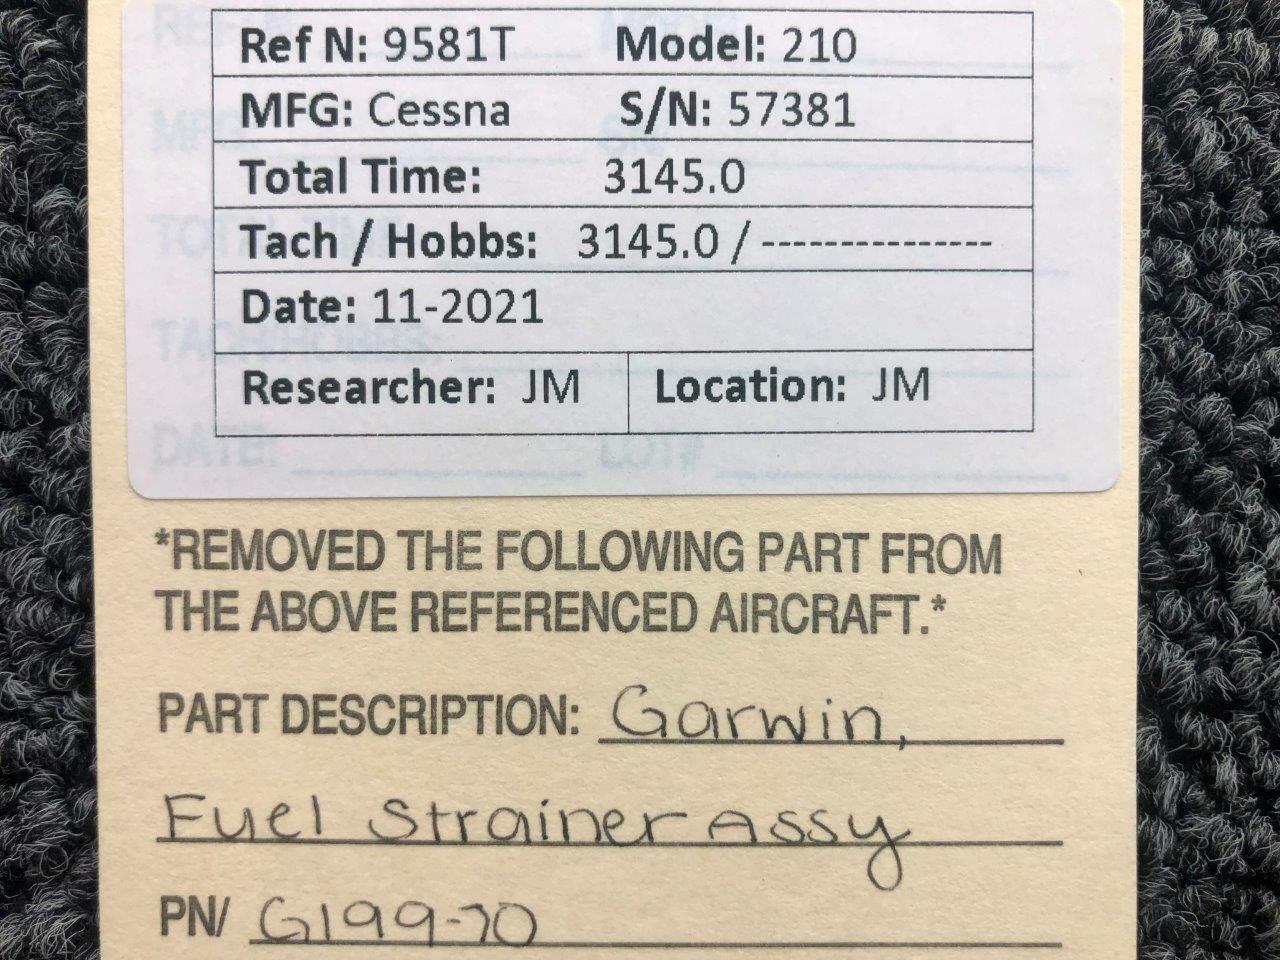 Ref N: 9581T Model: 210
MFG: Cessna S/N: 57381
Total Time: 3145.0
Tach / Hobbs: 3145.0 / ---------------
Date: 11-2021
Researcher: JM Location: JM
*REMOVED THE FOLLOWING PART FROM
THE ABOVE REFERENCED AIRCRAFT.*
PART DESCRIPTION: Garwin,
Fuel Strainer Assy
PN/ G199-70